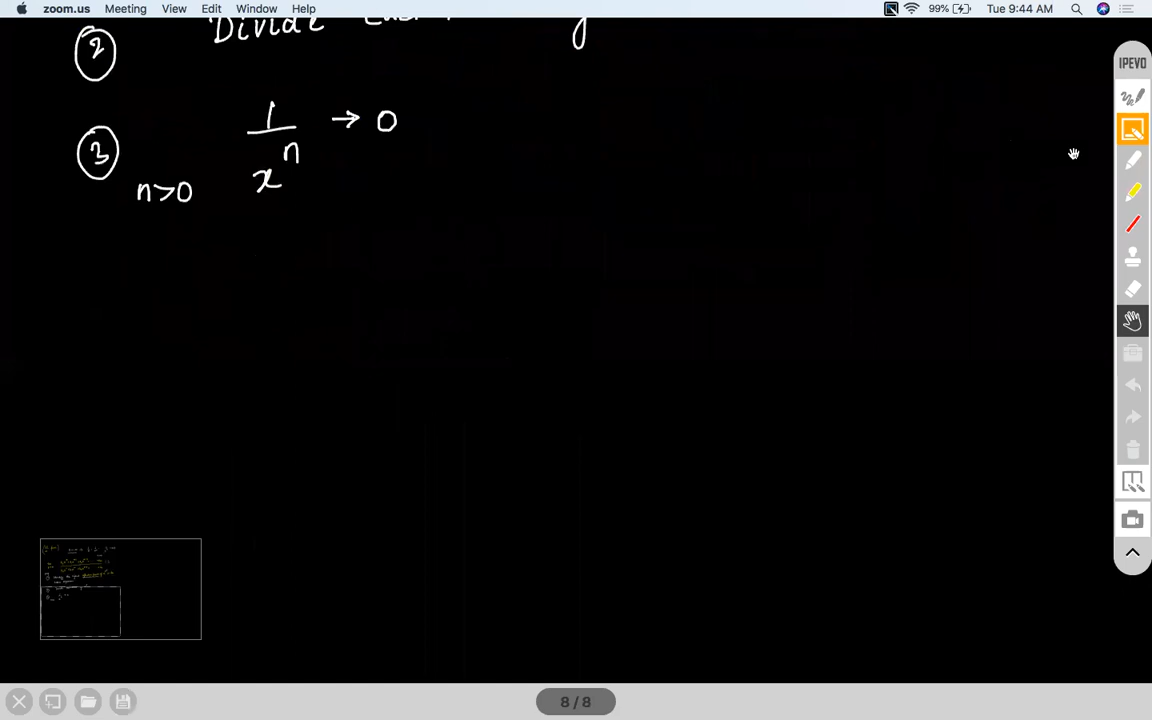 zoom.us Meeting View Edit Window Help 99% Tue 9:44 AM
② Divide
IPEVO
③ n>0 1/x^n → 0
8 / 8